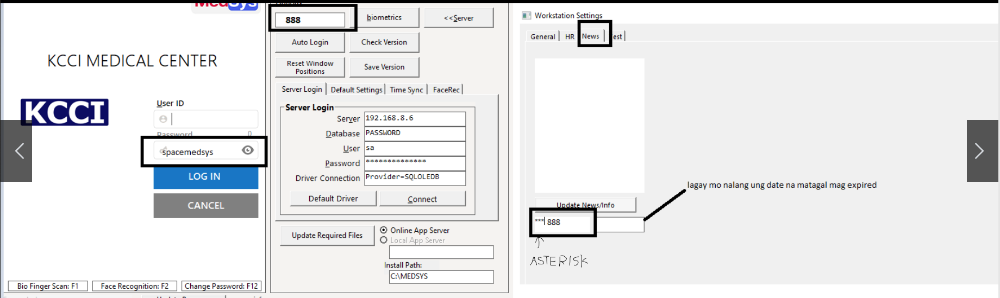 MedSys
KCCI MEDICAL CENTER
KCCI
User ID
Password 0
spacemedsys
LOG IN
CANCEL
Bio Finger Scan: F1
Face Recognition: F2
Change Password: F12
888
biometrics
<<Server
Auto Login
Check Version
Reset Window
Positions
Save Version
Server Login
Default Settings
Time Sync
FaceRec
Server Login
Server 192.168.8.6
Database PASSWORD
User sa
Password **************
Driver Connection Provider=SQLOLEDB
Default Driver
Connect
Update Required Files
Online App Server
Local App Server
Install Path:
C:\MEDSYS
Workstation Settings
General
HR
News
est
lagay mo nalang ung date na matagal mag expired
Update News/Info
*** 888
ASTERISK